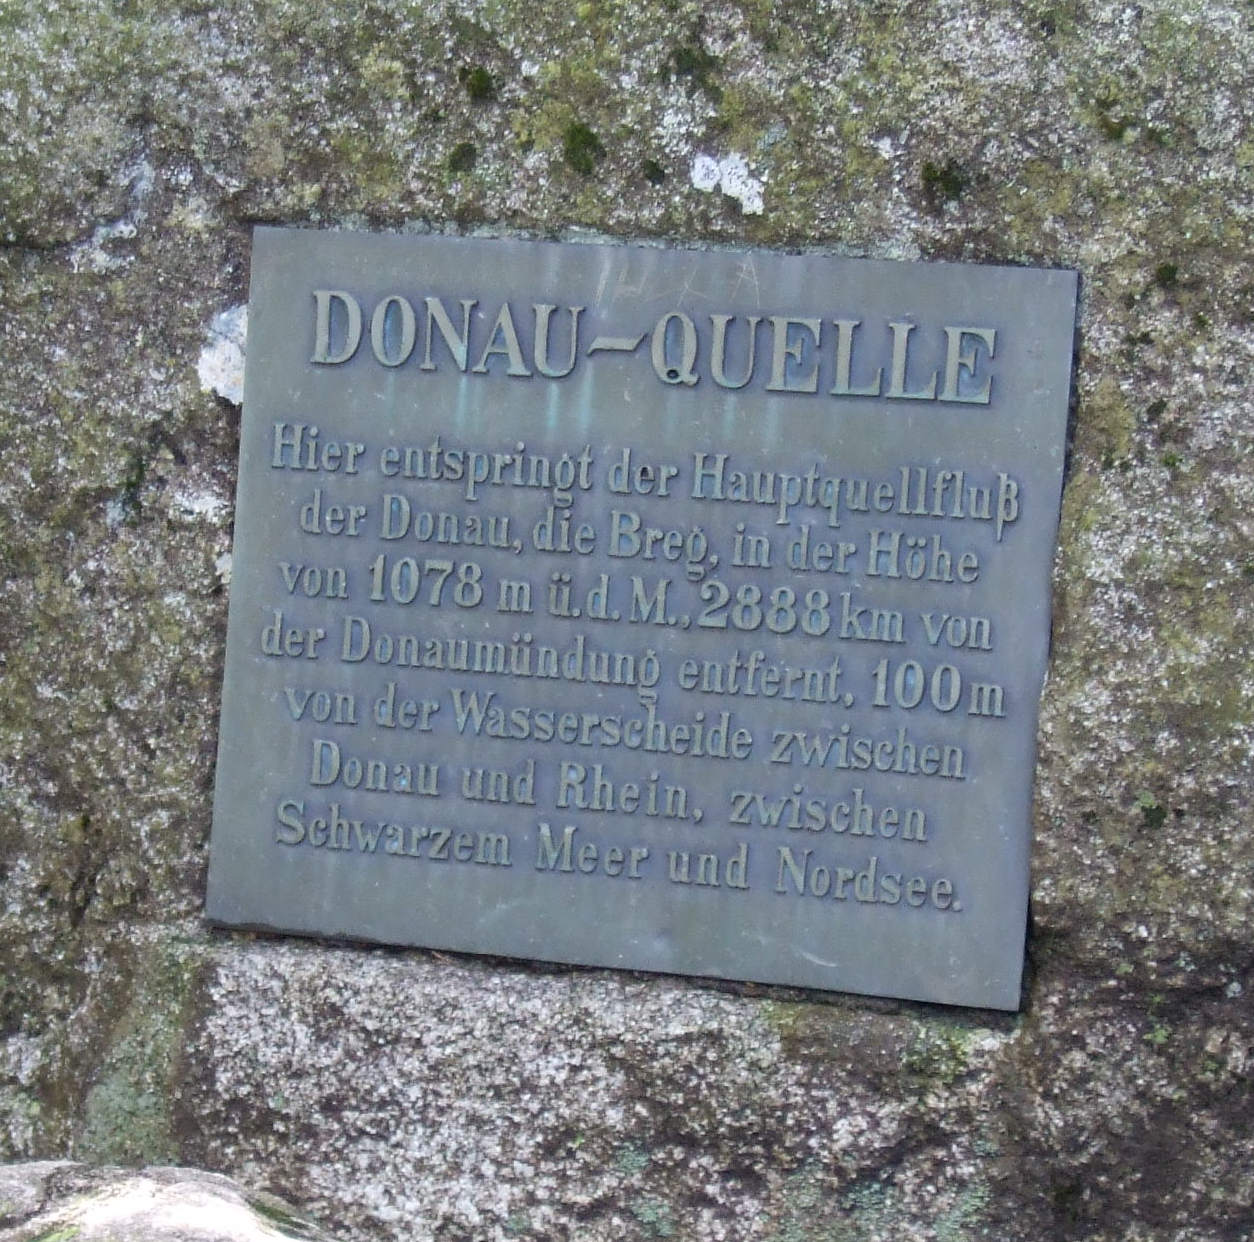 DONAU-QUELLE
Hier entspringt der Hauptquellfluß
der Donau, die Breg, in der Höhe
von 1078 m ü.d.M., 2888 km von
der Donaumündung entfernt, 100 m
von der Wasserscheide zwischen
Donau und Rhein, zwischen
Schwarzem Meer und Nordsee.